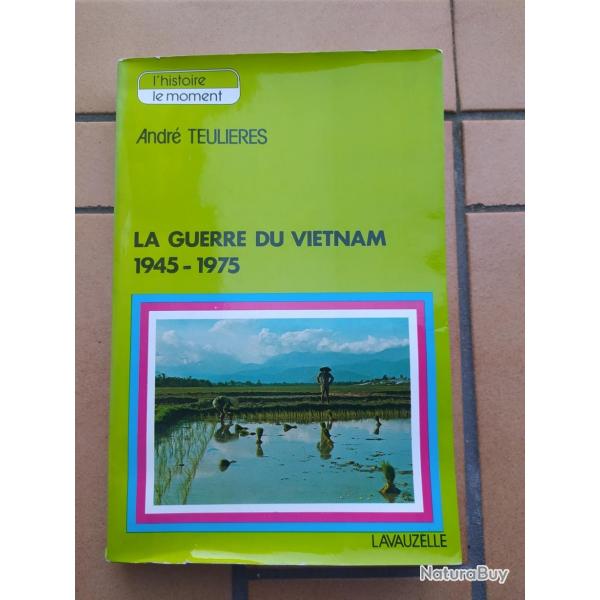 l'histoire
le moment
André TEULIERES
LA GUERRE DU VIETNAM
1945 - 1975
LAVAUZELLE
NaturaBuy